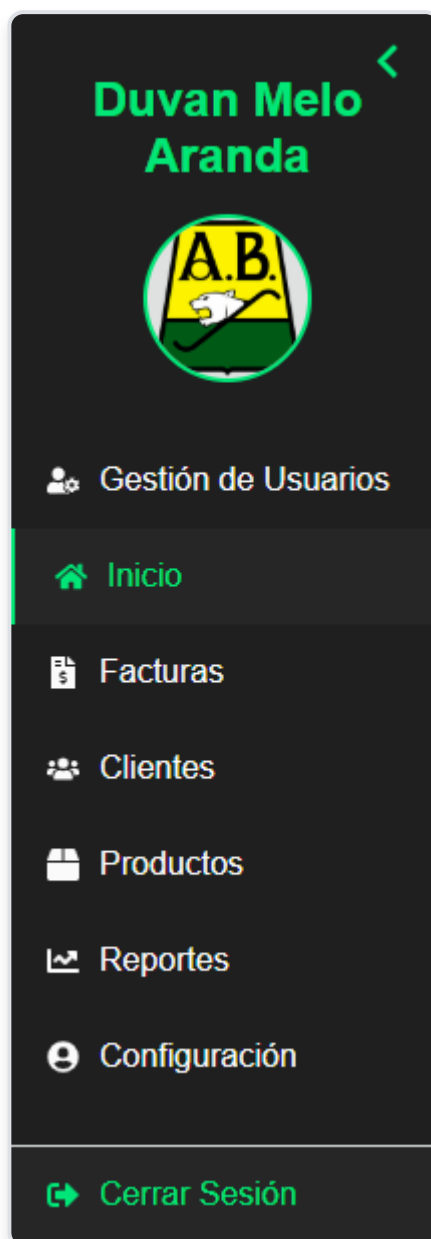 Duvan Melo
Aranda
A.B.
Gestión de Usuarios
Inicio
Facturas
Clientes
Productos
Reportes
Configuración
Cerrar Sesión